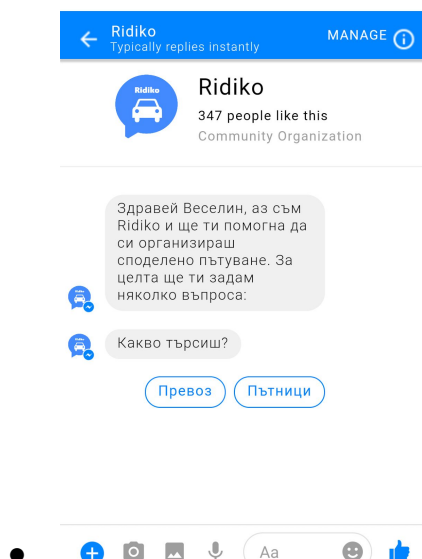 Ridiko
Typically replies instantly
MANAGE
Ridiko
Ridiko
347 people like this
Community Organization
Здравей Веселин, аз съм
Ridiko и ще ти помогна да
си организираш
споделено пътуване. За
целта ще ти задам
няколко въпроса:
Какво търсиш?
Превоз
Пътници
Aa